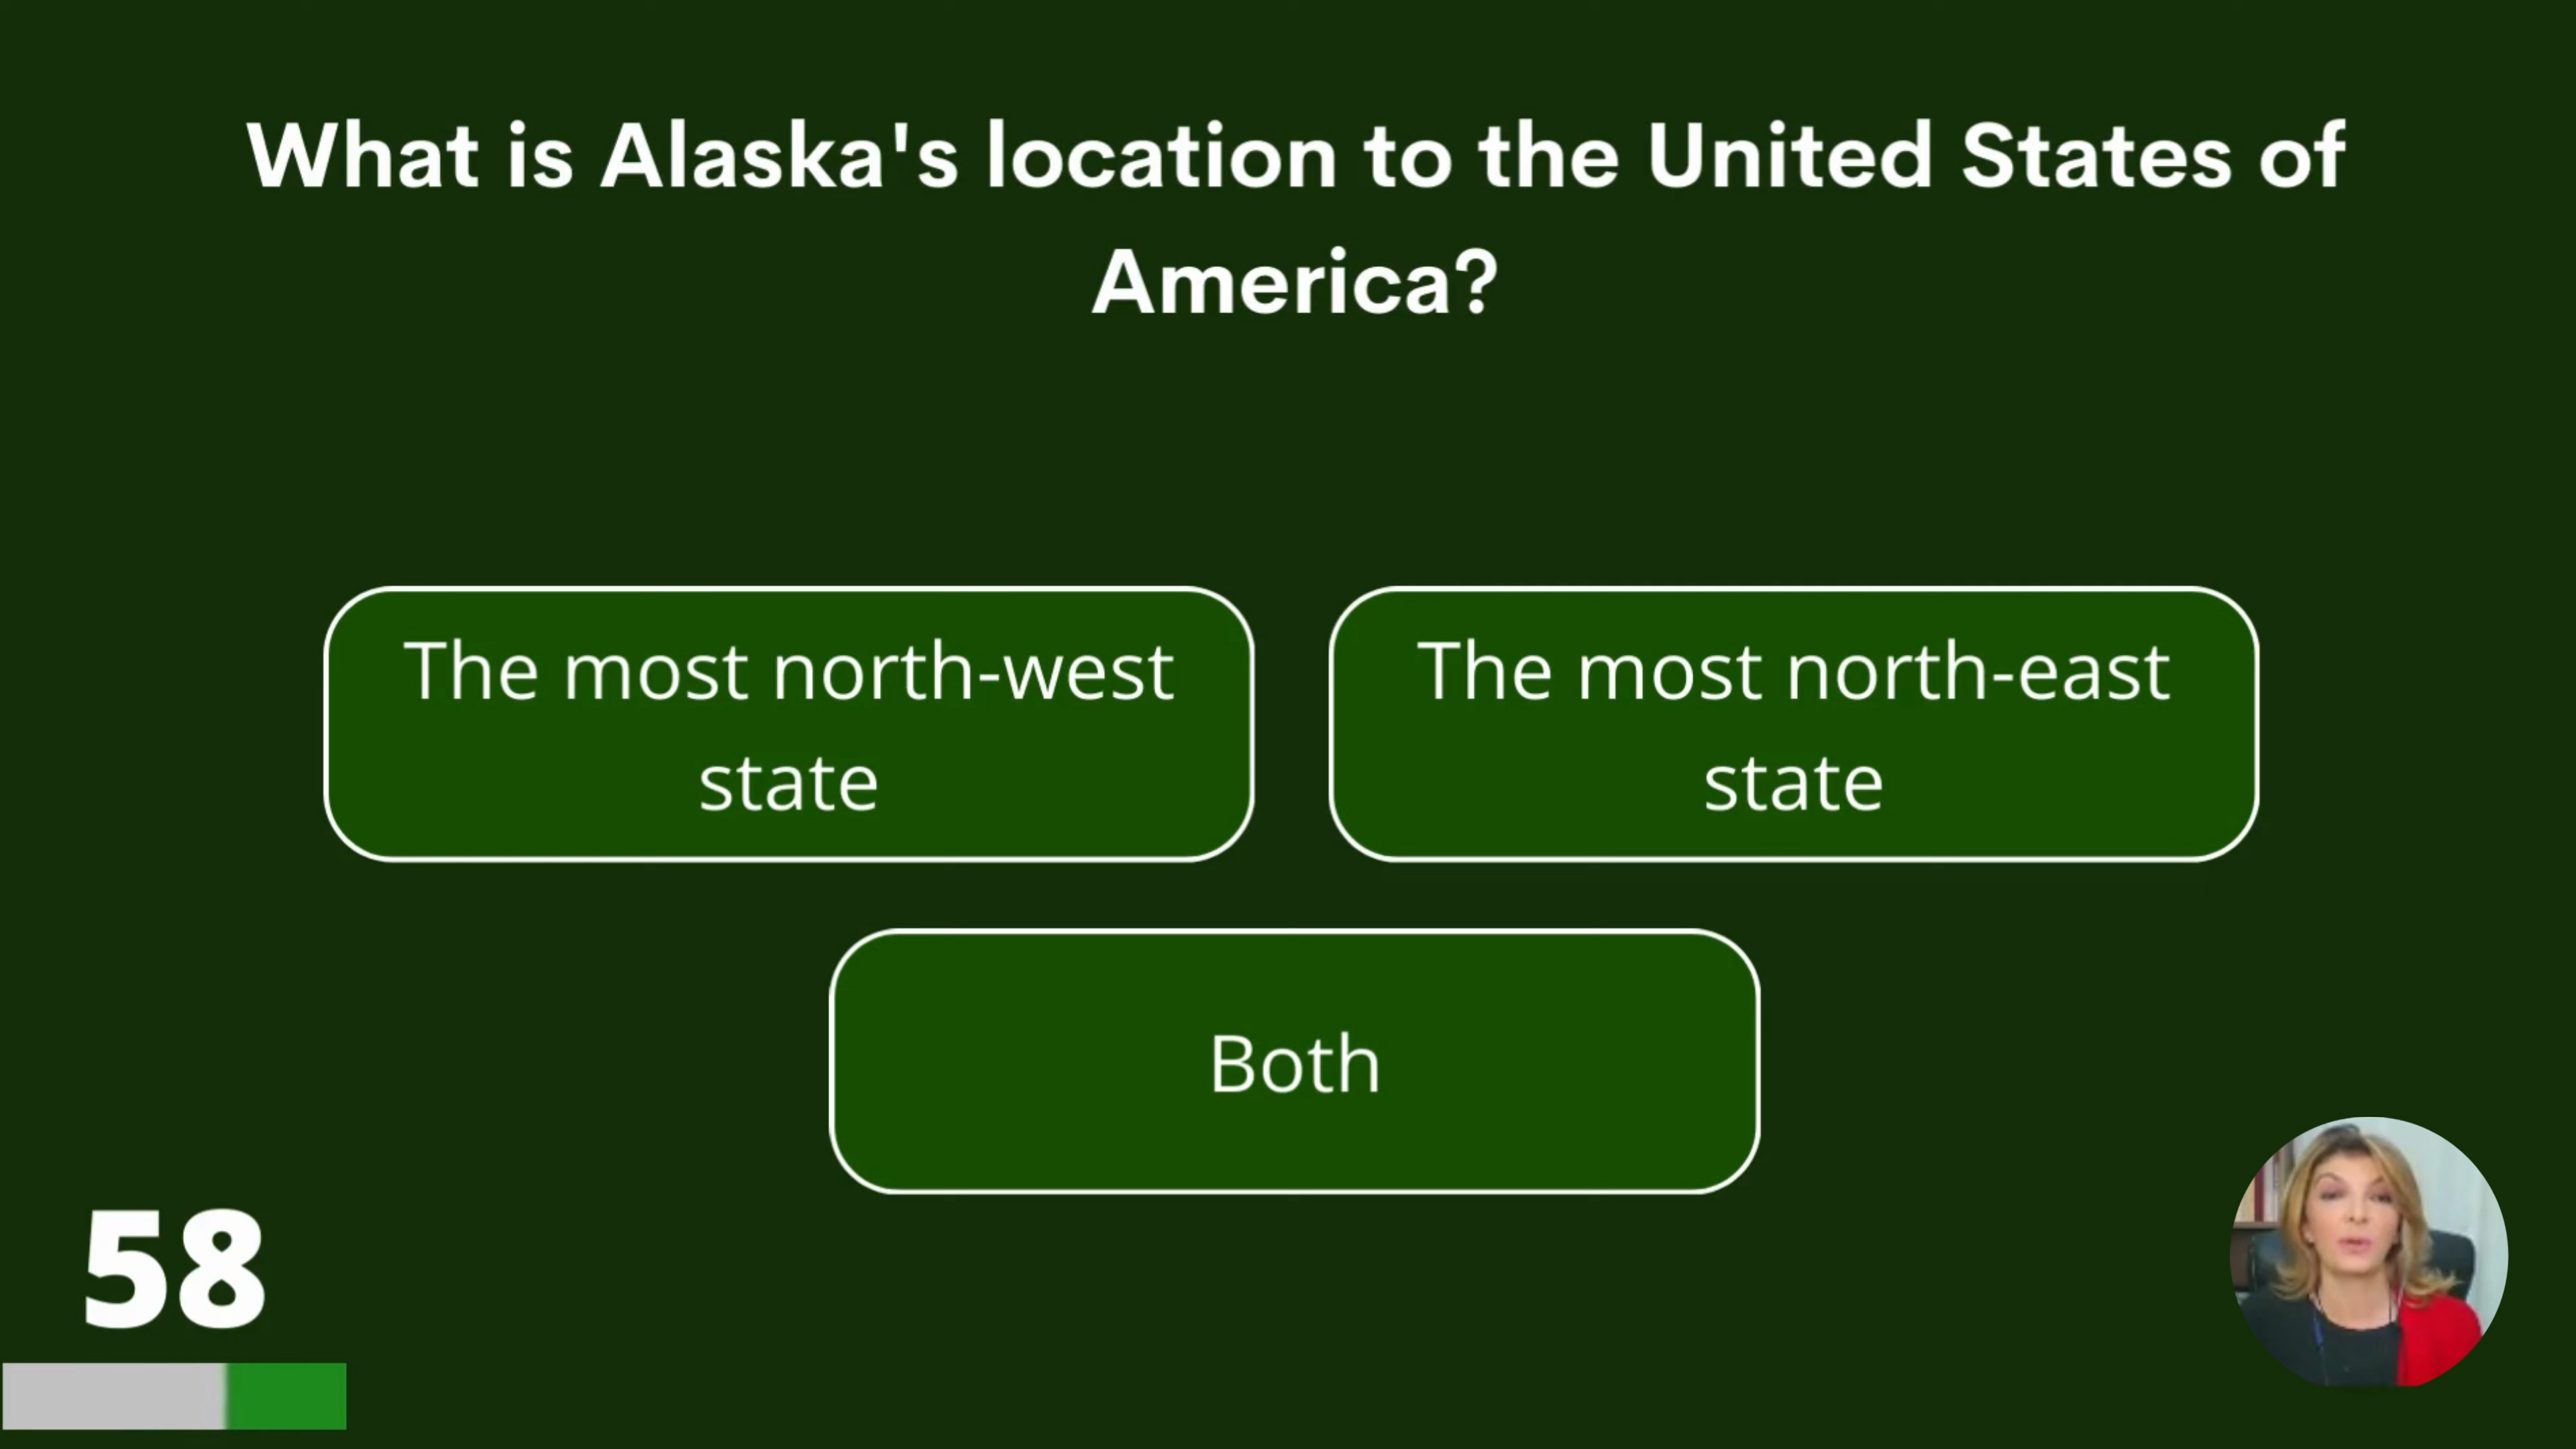 What is Alaska's location to the United States of
America?
The most north-west
state
The most north-east
state
Both
58